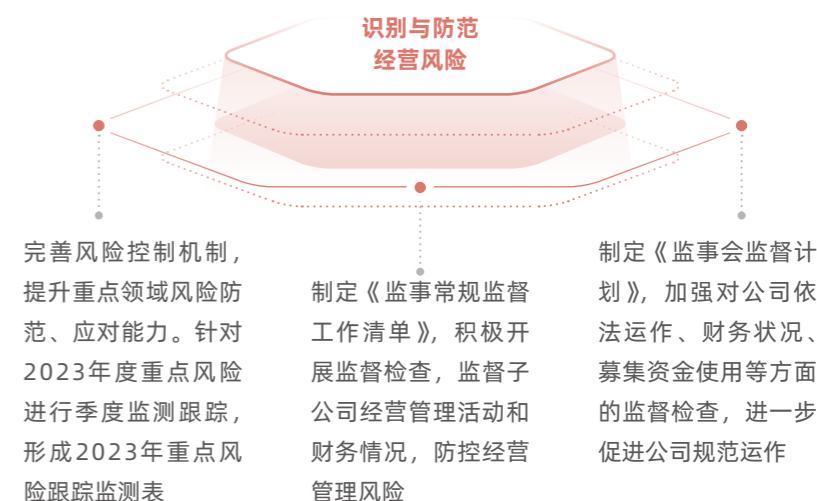 识别与防范
经营风险
完善风险控制机制，
提升重点领域风险防
范、应对能力。针对
2023年度重点风险
进行季度监测跟踪，
形成2023年重点风
险跟踪监测表
制定《监事常规监督
工作清单》，积极开
展监督检查，监督子
公司经营管理活动和
财务情况，防控经营
管理风险
制定《监事会监督计
划》，加强对公司依
法运作、财务状况、
募集资金使用等方面
的监督检查，进一步
促进公司规范运作